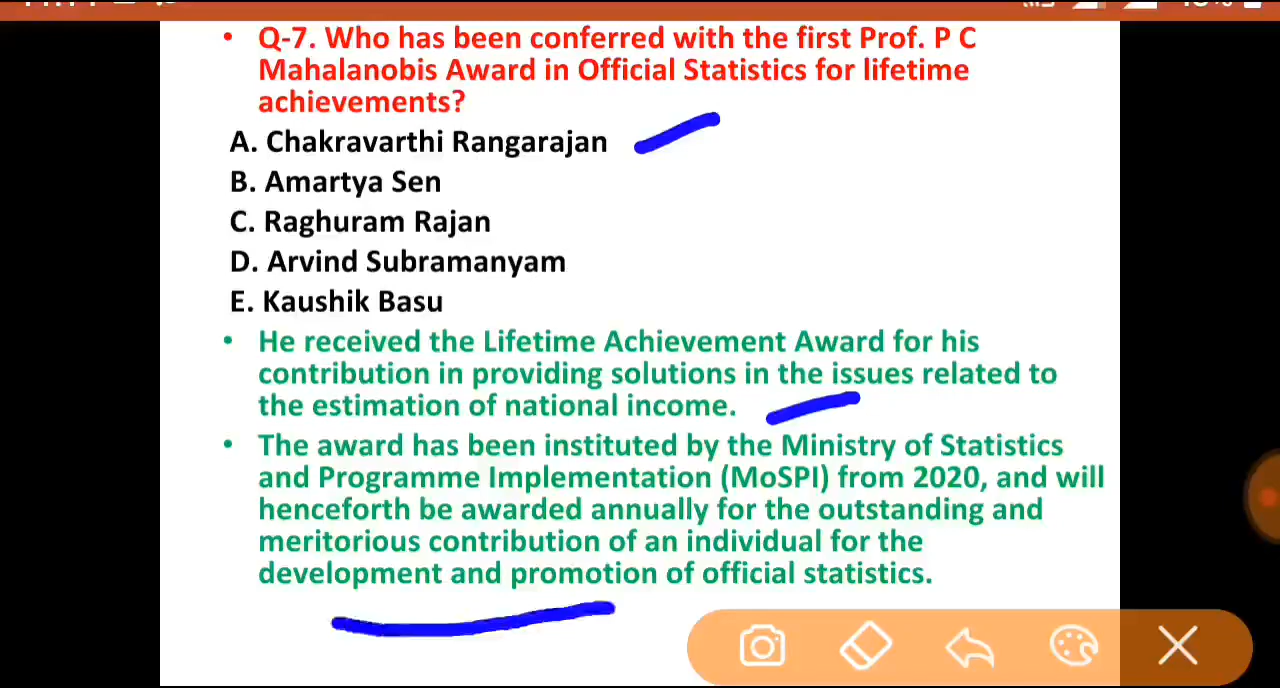 • Q-7. Who has been conferred with the first Prof. P C
Mahalanobis Award in Official Statistics for lifetime
achievements?
A. Chakravarthi Rangarajan
B. Amartya Sen
C. Raghuram Rajan
D. Arvind Subramanyam
E. Kaushik Basu
• He received the Lifetime Achievement Award for his
contribution in providing solutions in the issues related to
the estimation of national income.
• The award has been instituted by the Ministry of Statistics
and Programme Implementation (MoSPI) from 2020, and will
henceforth be awarded annually for the outstanding and
meritorious contribution of an individual for the
development and promotion of official statistics.